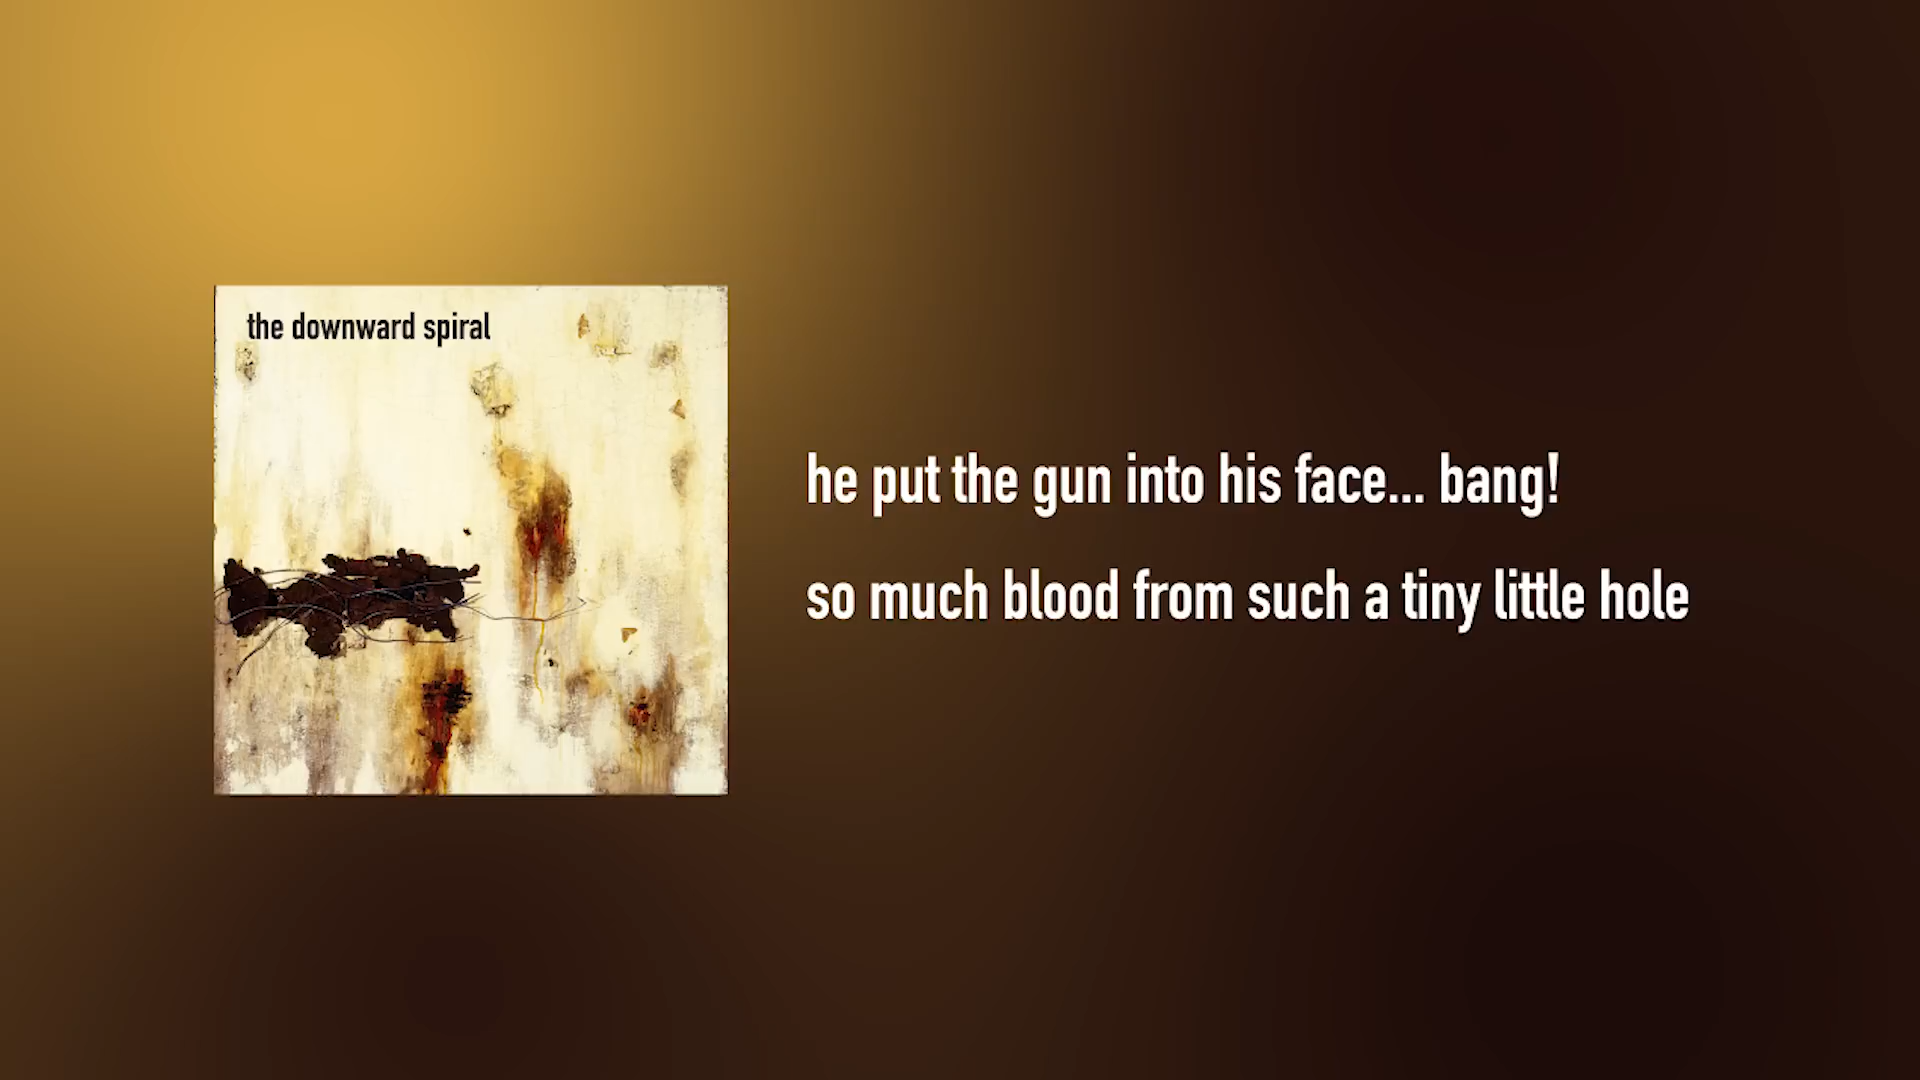 the downward spiral
he put the gun into his face... bang!
so much blood from such a tiny little hole